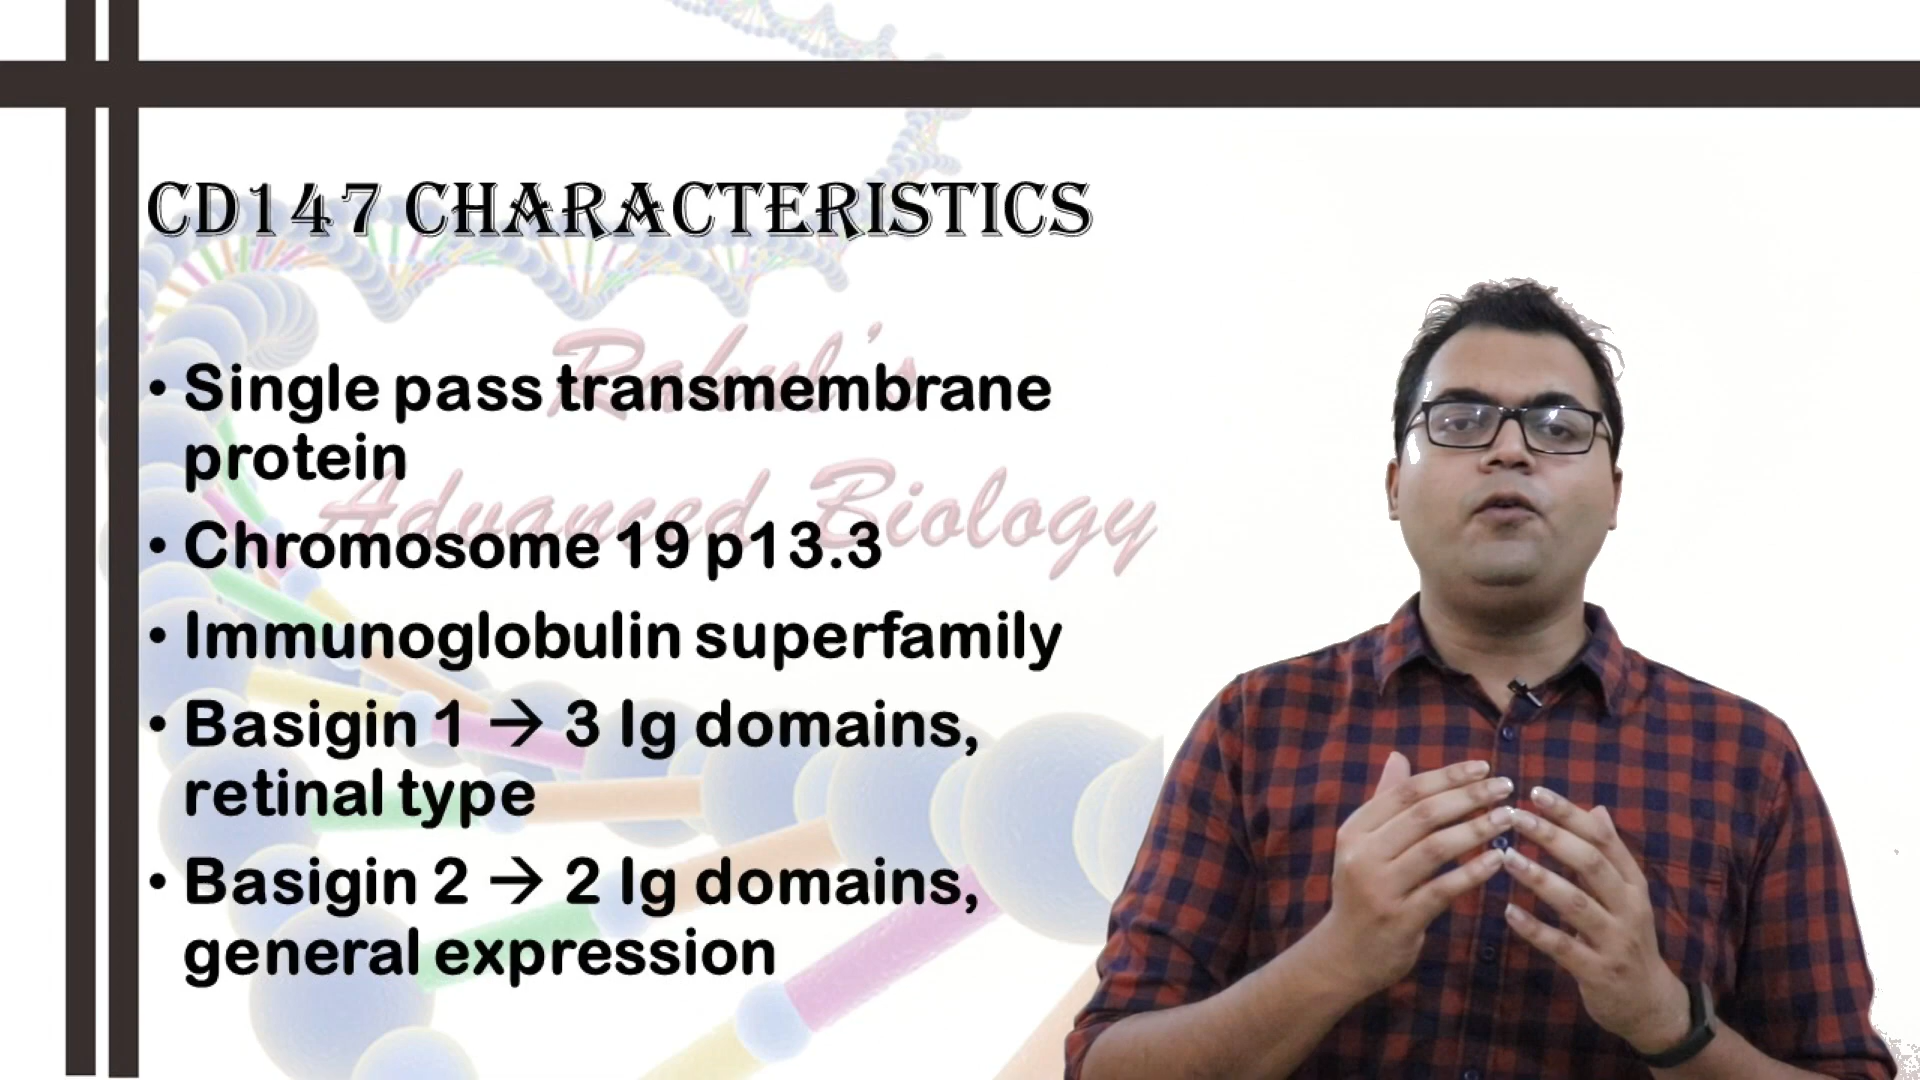 CD147 CHARACTERISTICS
Rahul's
Advanced Biology
• Single pass transmembrane
protein
• Chromosome 19 p13.3
• Immunoglobulin superfamily
• Basigin 1 → 3 Ig domains,
retinal type
• Basigin 2 → 2 Ig domains,
general expression